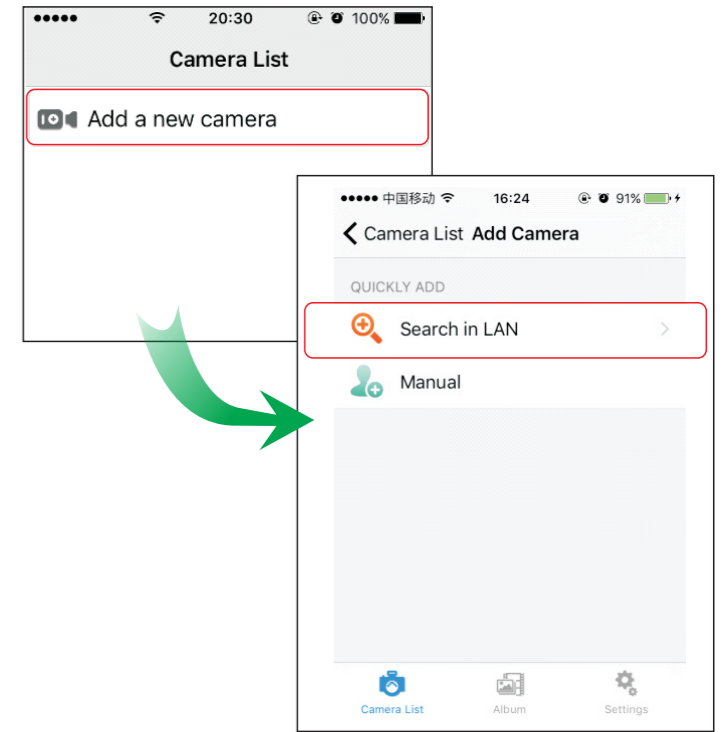 20:30 100%
Camera List
Add a new camera
中国移动 16:24 91%
Camera List Add Camera
QUICKLY ADD
Search in LAN
Manual
Camera List Album Settings